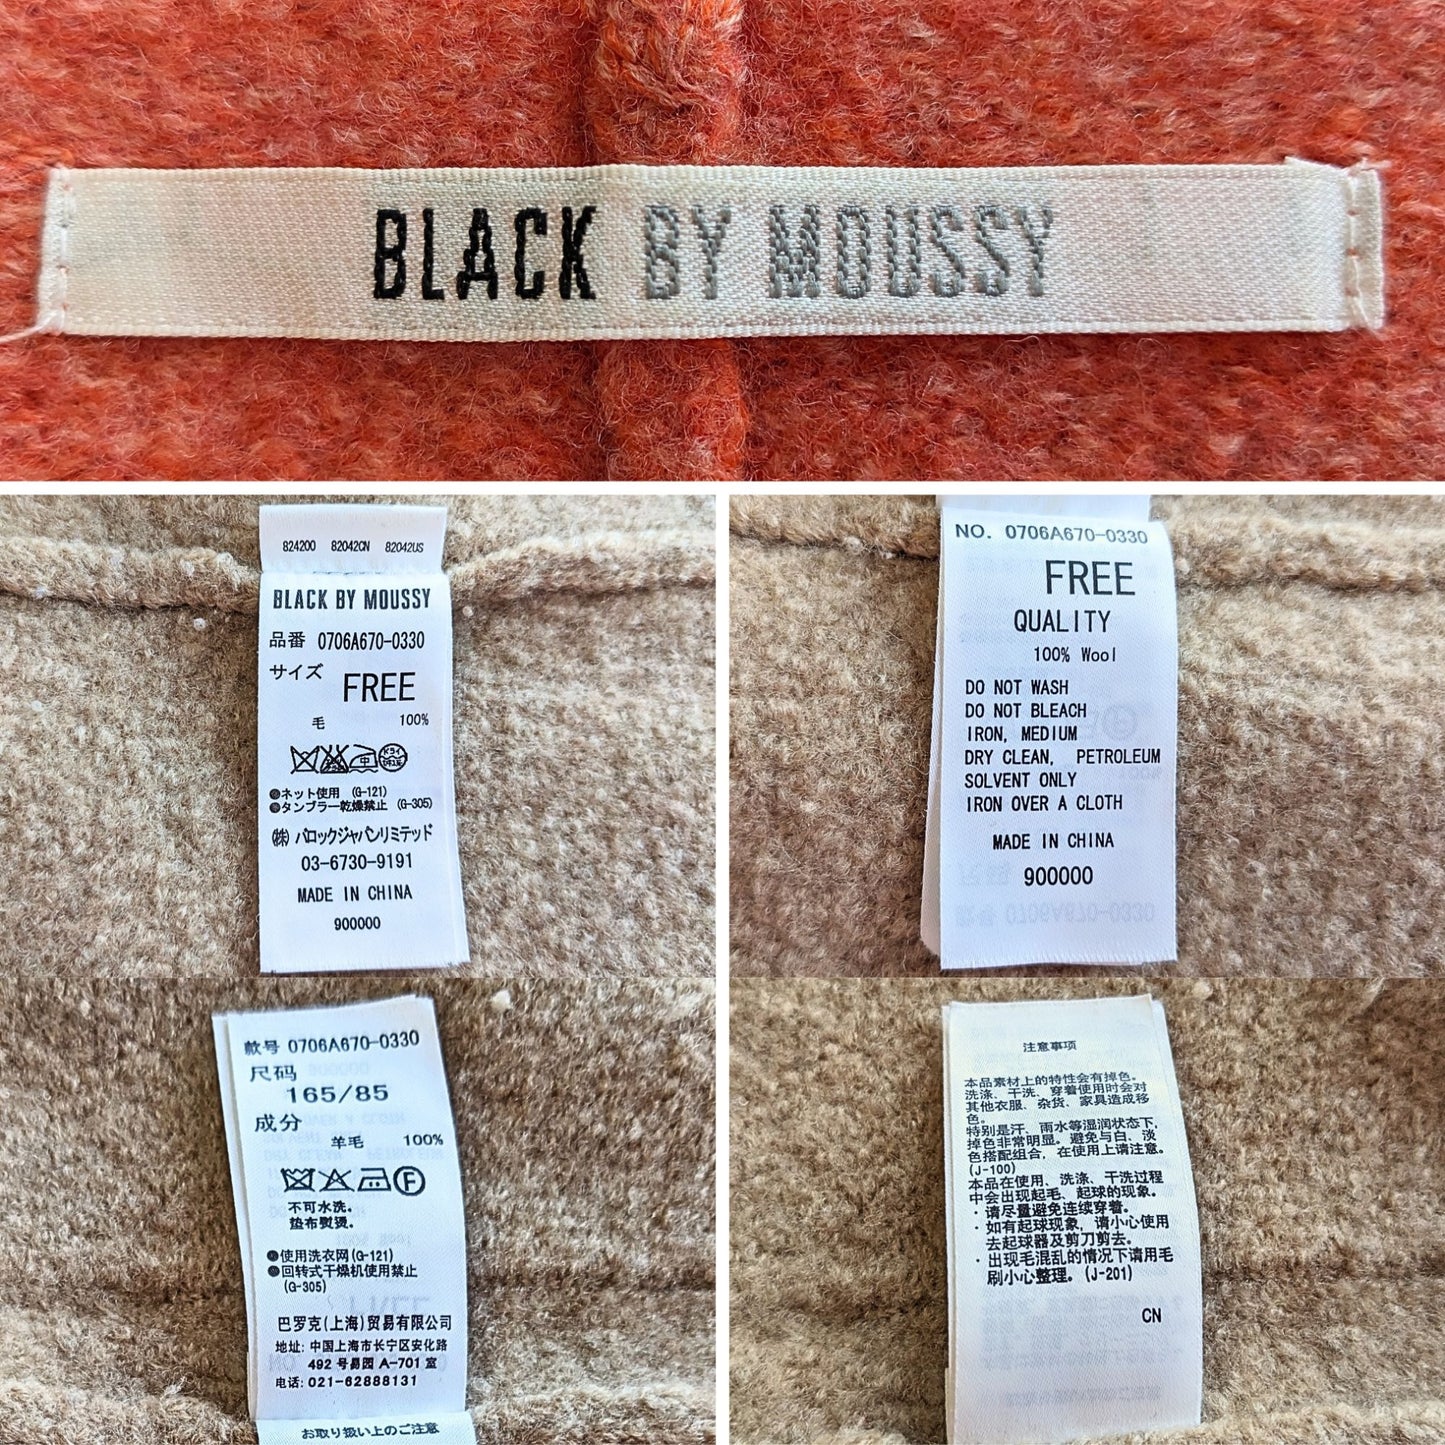 BLACK BY MOUSSY
824200 82042CN 82042US
BLACK BY MOUSSY
品番 0706A670-0330
サイズ
FREE
毛 100%
中
ドライ
●ネット使用 (G-121)
●タンブラー乾燥禁止 (G-305)
㈱ バロックジャパンリミテッド
03-6730-9191
MADE IN CHINA
900000
NO. 0706A670-0330
FREE
QUALITY
100% Wool
DO NOT WASH
DO NOT BLEACH
IRON, MEDIUM
DRY CLEAN, PETROLEUM
SOLVENT ONLY
IRON OVER A CLOTH
MADE IN CHINA
900000
款号 0706A670-0330
尺码
165/85
成分
羊毛 100%
F
不可水洗。
垫布熨烫。
●使用洗衣网(G-121)
●回转式干燥机使用禁止
(G-305)
巴罗克(上海)贸易有限公司
地址: 中国上海市长宁区安化路
492 号易园 A-701 室
电话: 021-62888131
お取り扱い上のご注意
注意事项
本品素材上的特性会有掉色。
洗涤、干洗、穿着使用时会对
其他衣服、杂货、家具造成移
色。
特别是汗、雨水等湿润状态下,
掉色非常明显。避免与白、淡
色搭配组合, 在使用上请注意。
(J-100)
本品在使用、洗涤、干洗过程
中会出现起毛、起球的现象。
・请尽量避免连续穿着。
・如有起球现象, 请小心使用
去起球器及剪刀剪去。
・出现毛混乱的情况下请用毛
刷小心整理。(J-201)
CN